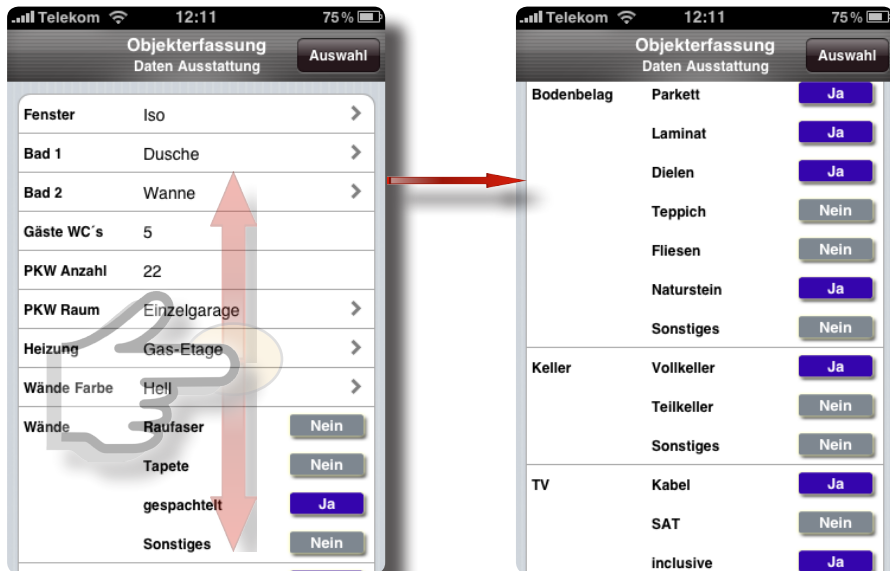 Telekom 12:11 75 %
Objekterfassung
Daten Ausstattung
Auswahl
Fenster Iso
Bad 1 Dusche
Bad 2 Wanne
Gäste WC´s 5
PKW Anzahl 22
PKW Raum Einzelgarage
Heizung Gas-Etage
Wände Farbe Hell
Wände Raufaser Nein
Tapete Nein
gespachtelt Ja
Sonstiges Nein
Telekom 12:11 75 %
Objekterfassung
Daten Ausstattung
Auswahl
Bodenbelag Parkett Ja
Laminat Ja
Dielen Ja
Teppich Nein
Fliesen Nein
Naturstein Ja
Sonstiges Nein
Keller Vollkeller Ja
Teilkeller Nein
Sonstiges Nein
TV Kabel Ja
SAT Nein
inclusive Ja